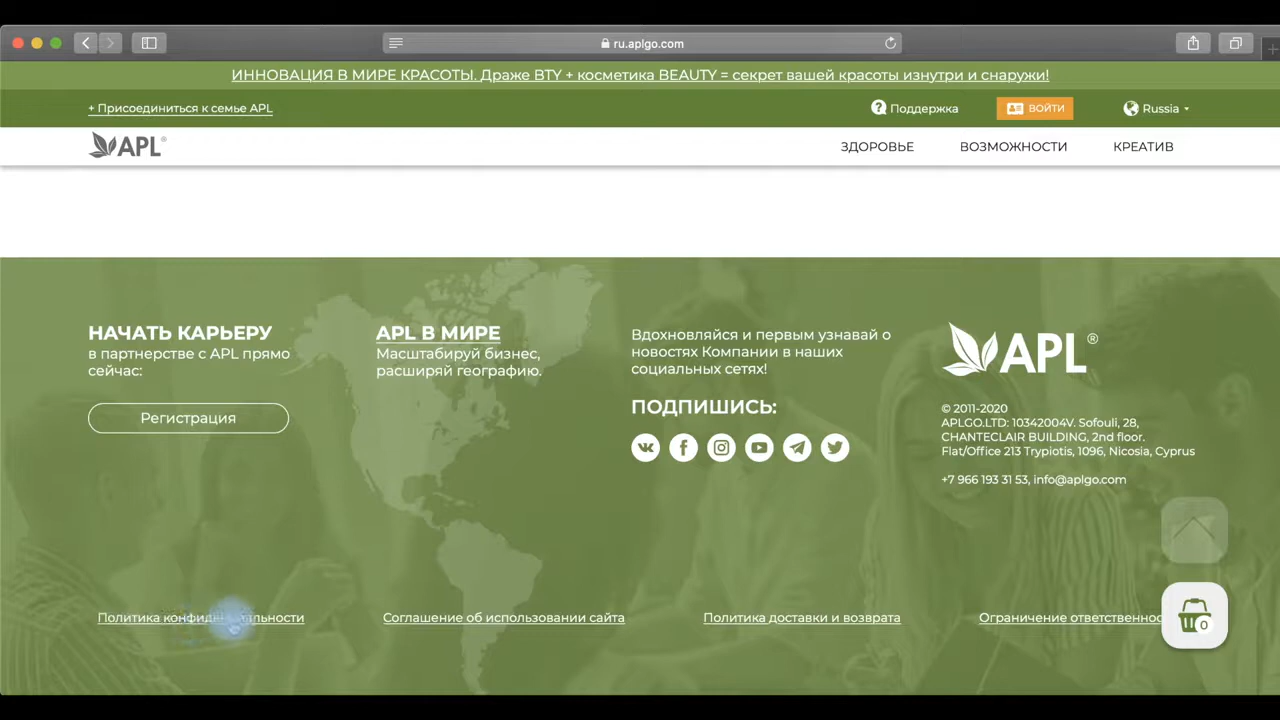 ru.aplgo.com
ИННОВАЦИЯ В МИРЕ КРАСОТЫ. Драже BTY + косметика BEAUTY = секрет вашей красоты изнутри и снаружи!
+ Присоединиться к семье APL
Поддержка
ВОЙТИ
Russia
APL®
ЗДОРОВЬЕ
ВОЗМОЖНОСТИ
КРЕАТИВ
НАЧАТЬ КАРЬЕРУ
в партнерстве с APL прямо
сейчас:
Регистрация
APL В МИРЕ
Масштабируй бизнес,
расширяй географию.
Вдохновляйся и первым узнавай о
новостях Компании в наших
социальных сетях!
ПОДПИШИСЬ:
APL®
© 2011-2020
APLGO.LTD: 10342004V. Sofouli, 28,
CHANTECLAIR BUILDING, 2nd floor.
Flat/Office 213 Trypiotis, 1096, Nicosia, Cyprus
+7 966 193 31 53, info@aplgo.com
Политика конфиденциальности
Соглашение об использовании сайта
Политика доставки и возврата
Ограничение ответственнос
0